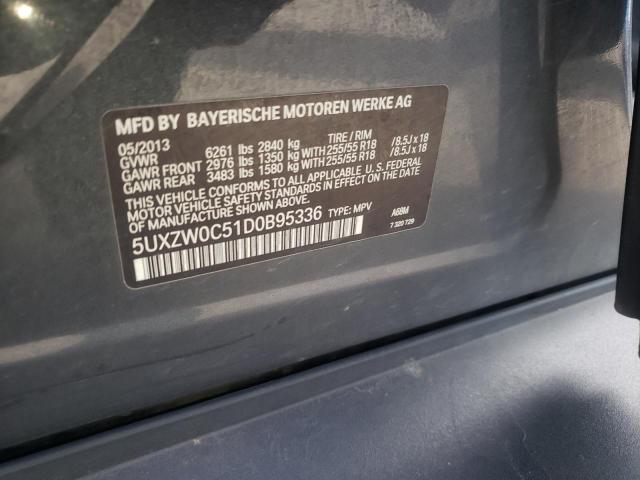 MFD BY BAYERISCHE MOTOREN WERKE AG
05/2013 TIRE / RIM
GVWR 6261 lbs 2840 kg
GAWR FRONT 2976 lbs 1350 kg WITH 255/55 R18 /8.5J x 18
GAWR REAR 3483 lbs 1580 kg WITH 255/55 R18 /8.5J x 18
THIS VEHICLE CONFORMS TO ALL APPLICABLE U.S. FEDERAL
MOTOR VEHICLE SAFETY STANDARDS IN EFFECT ON THE
DATE OF MANUFACTURE SHOWN ABOVE.
5UXZW0C51D0B95336 TYPE: MPV A68M
7 320 729